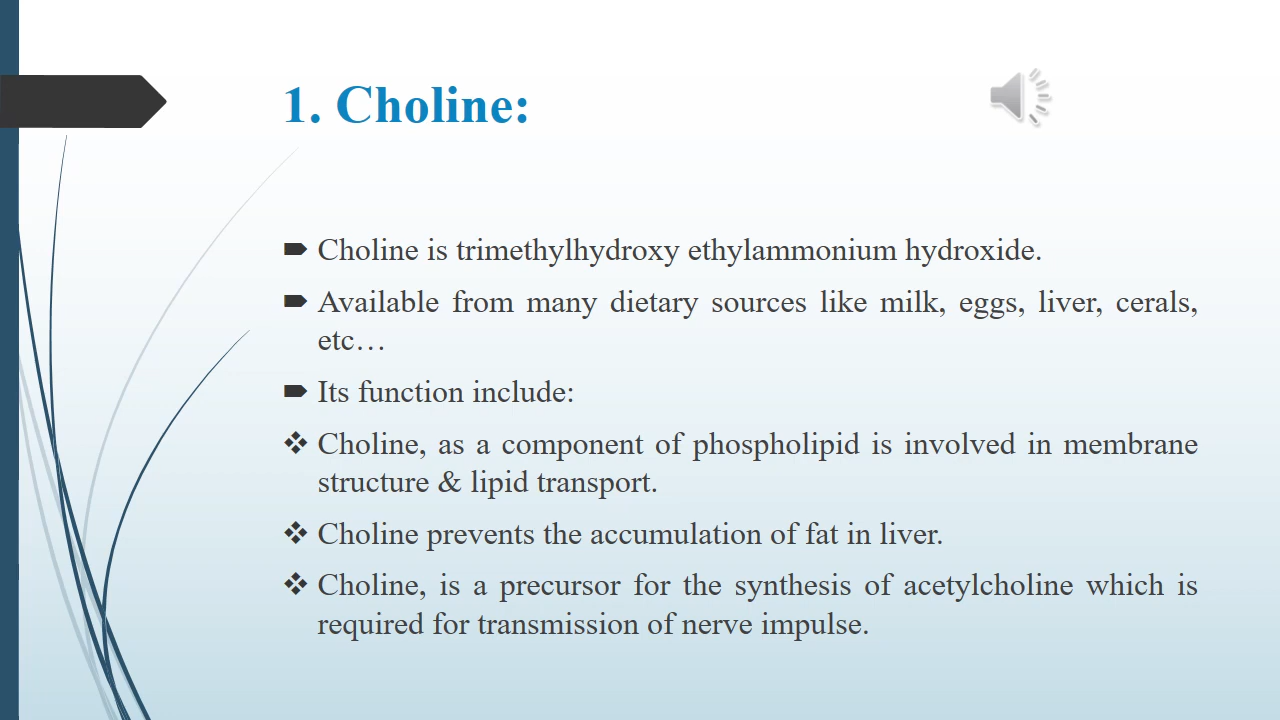 1. Choline:
Choline is trimethylhydroxy ethylammonium hydroxide.
Available from many dietary sources like milk, eggs, liver, cerals,
etc…
Its function include:
Choline, as a component of phospholipid is involved in membrane
structure & lipid transport.
Choline prevents the accumulation of fat in liver.
Choline, is a precursor for the synthesis of acetylcholine which is
required for transmission of nerve impulse.